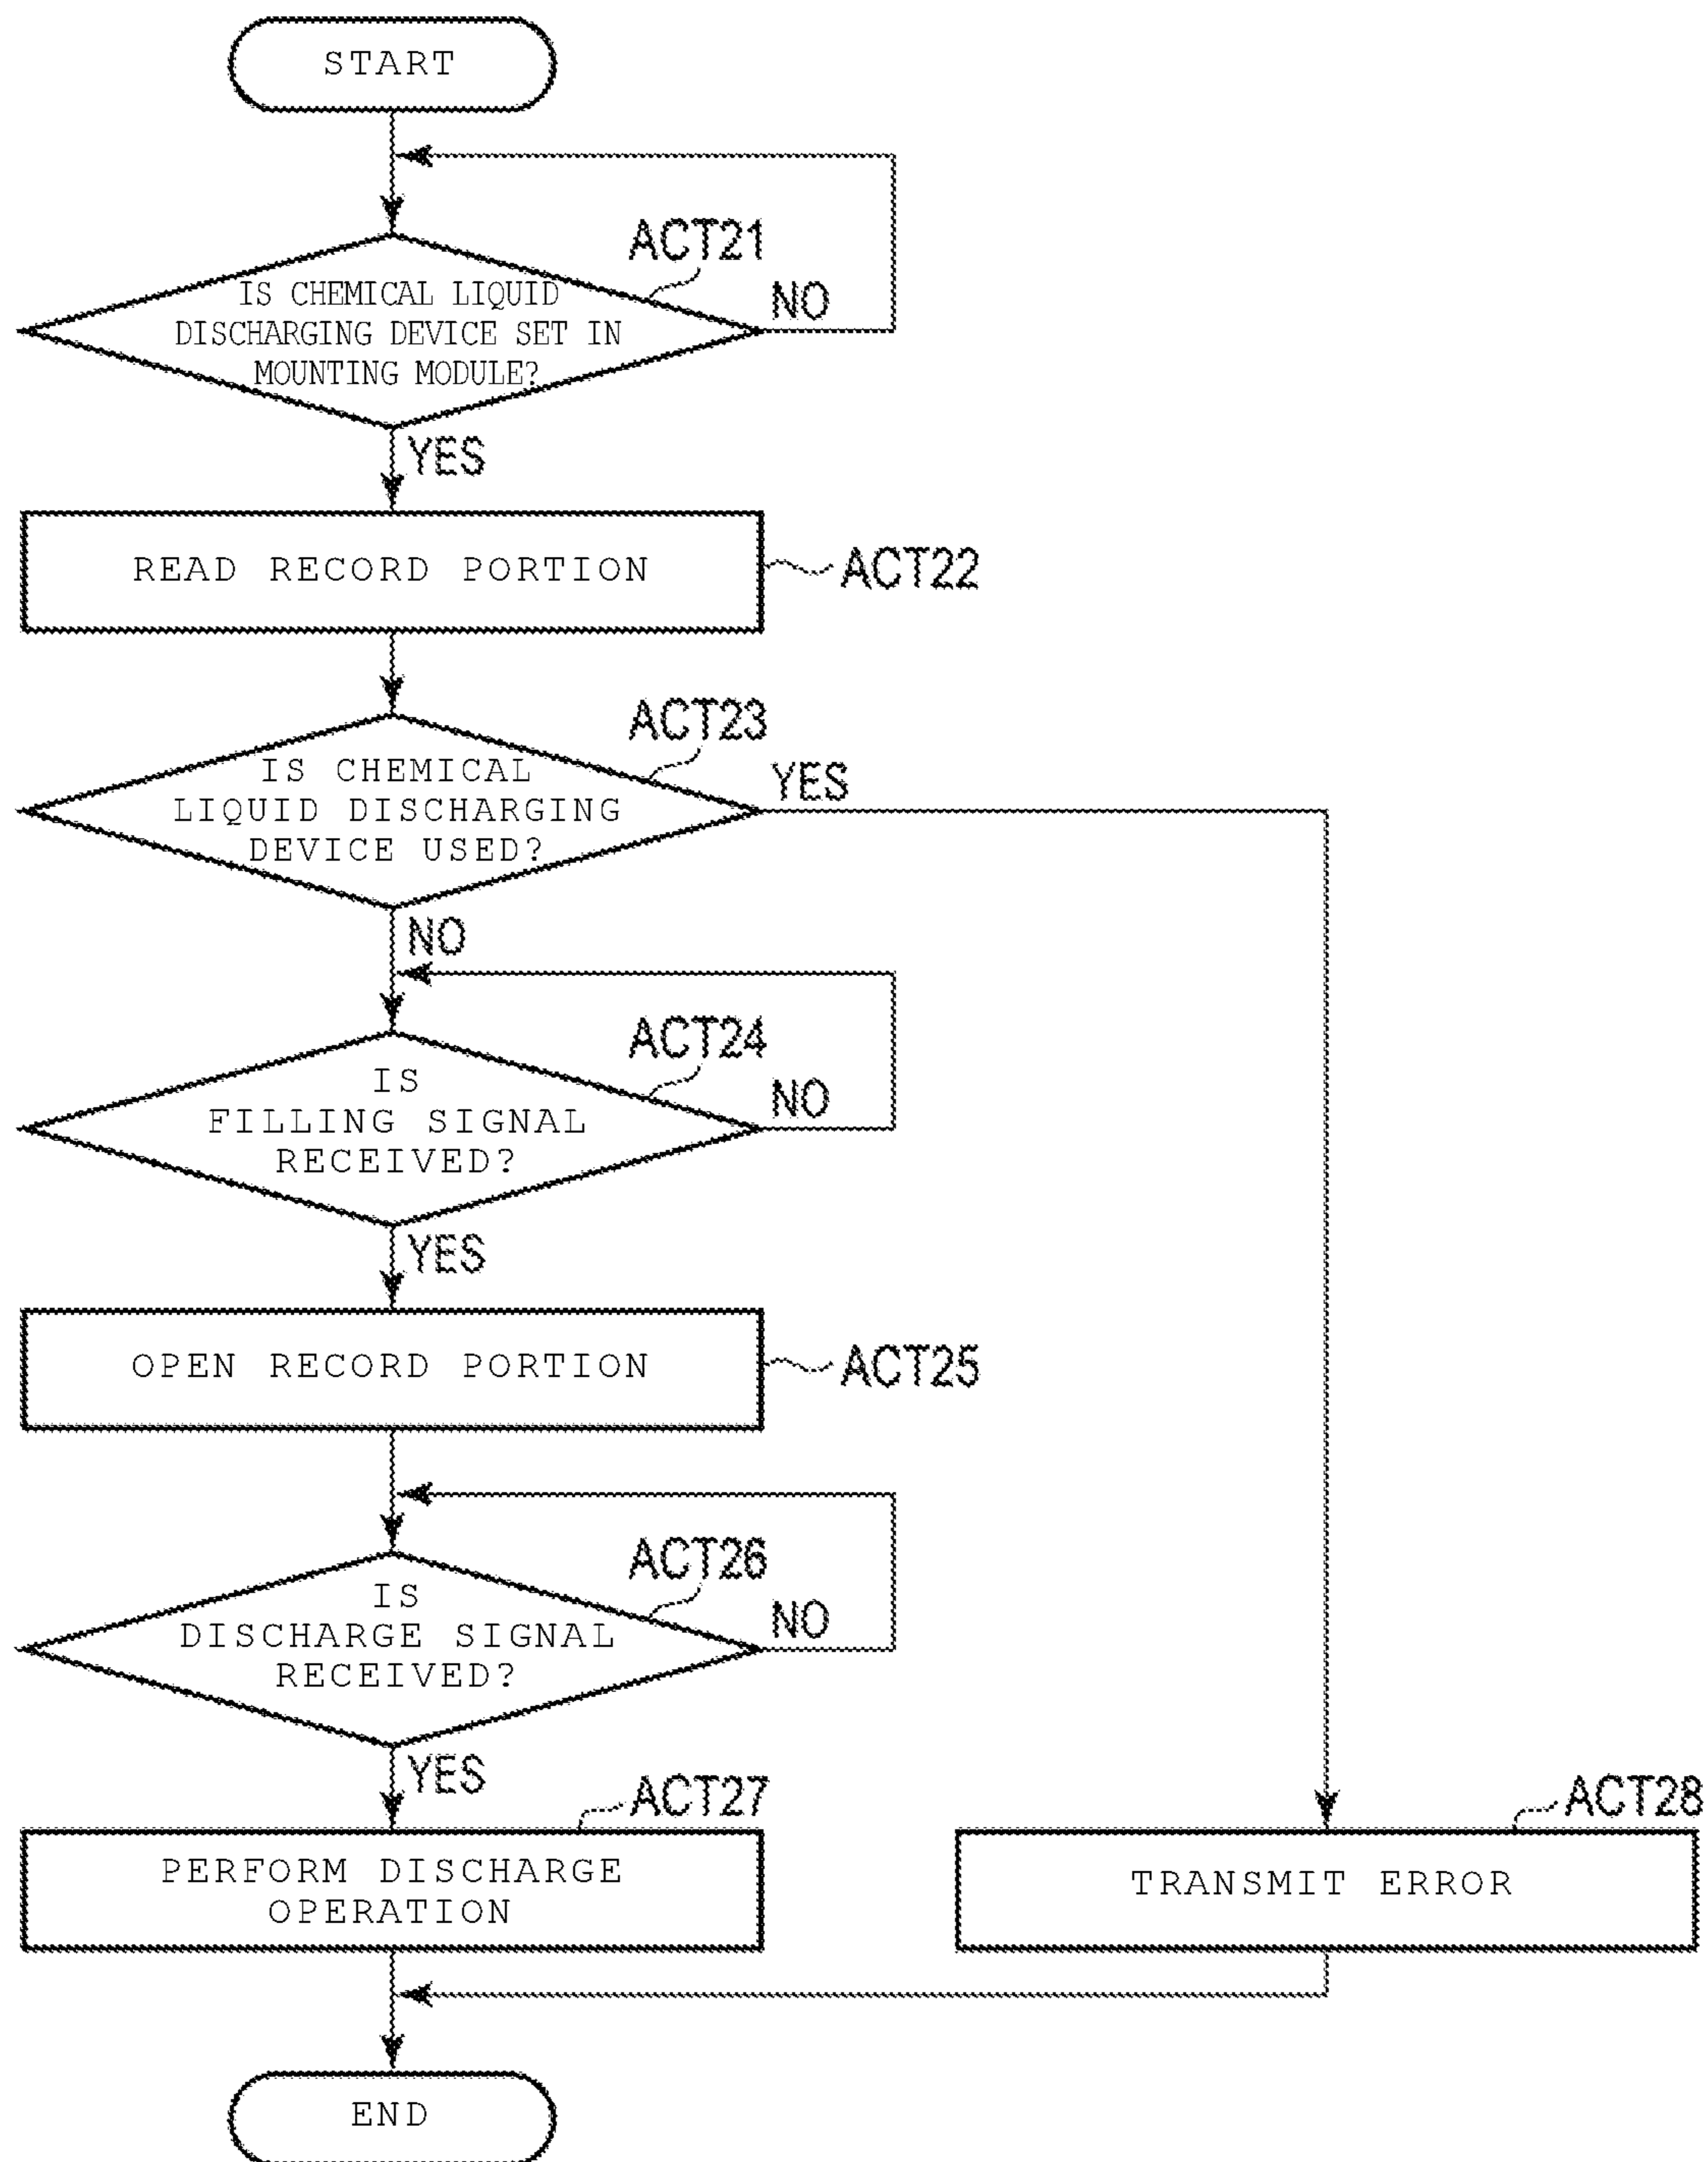 START
ACT21
IS CHEMICAL LIQUID
DISCHARGING DEVICE SET IN
MOUNTING MODULE?
NO
YES
READ RECORD PORTION
ACT22
ACT23
IS CHEMICAL
LIQUID DISCHARGING
DEVICE USED?
YES
NO
ACT24
IS
FILLING SIGNAL
RECEIVED?
NO
YES
OPEN RECORD PORTION
ACT25
ACT26
IS
DISCHARGE SIGNAL
RECEIVED?
NO
YES
ACT27
PERFORM DISCHARGE
OPERATION
ACT28
TRANSMIT ERROR
END